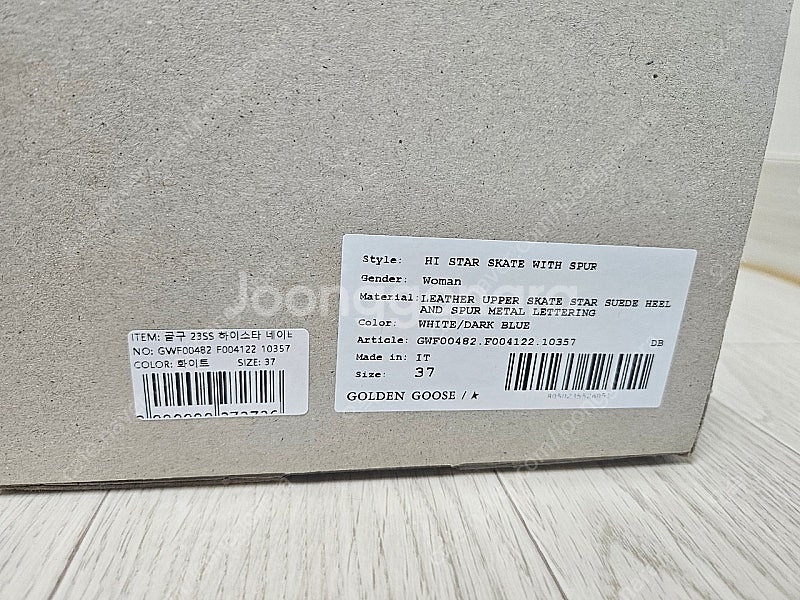 Joonggonara
Style: HI STAR SKATE WITH SPUR
Gender: Woman
Material: LEATHER UPPER SKATE STAR SUEDE HEEL
AND SPUR METAL LETTERING
Color: WHITE/DARK BLUE
Article: GWF00482.F004122.10357 DB
Made in: IT
Size: 37
GOLDEN GOOSE / ★
ITEM: 골구 23SS 하이스타 네이비
NO: GWF00482 F004122 10357
COLOR: 화이트 SIZE: 37